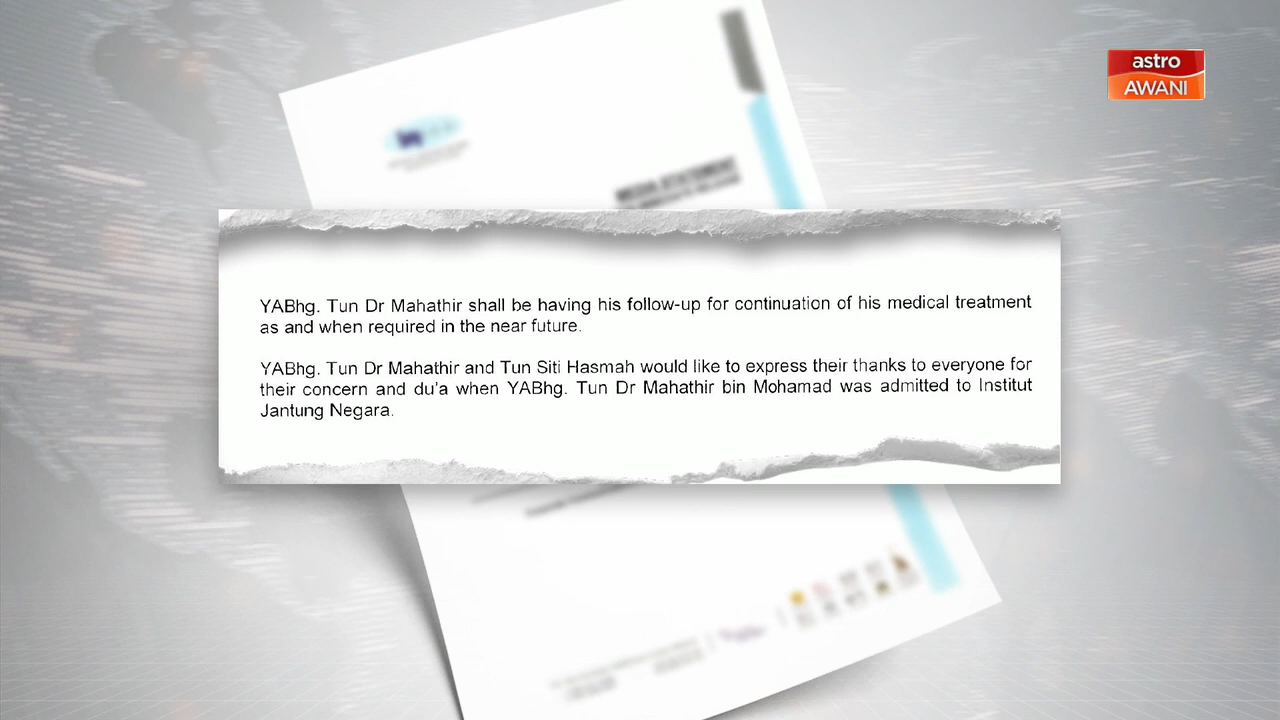 astro
AWANI
MEDIA STATEMENT
YABhg. Tun Dr Mahathir shall be having his follow-up for continuation of his medical treatment
as and when required in the near future.
YABhg. Tun Dr Mahathir and Tun Siti Hasmah would like to express their thanks to everyone for
their concern and du'a when YABhg. Tun Dr Mahathir bin Mohamad was admitted to Institut
Jantung Negara.